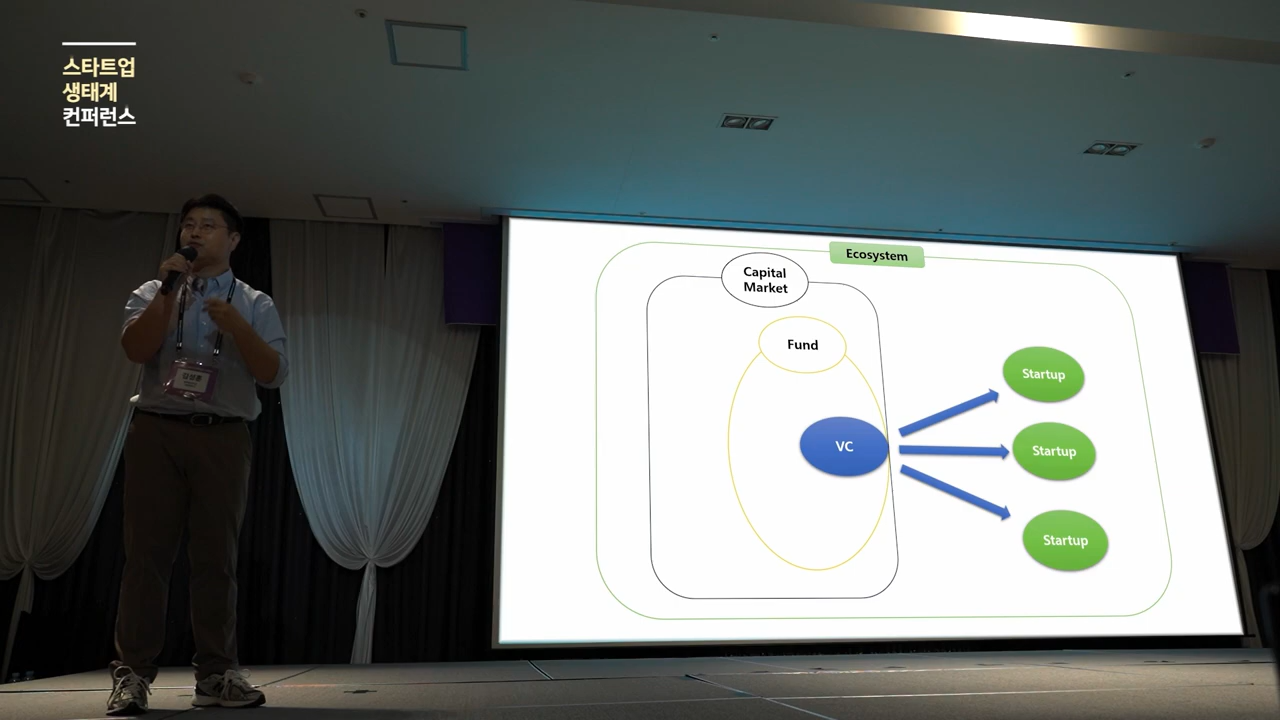 스타트업
생태계
컨퍼런스
Ecosystem
Capital
Market
Fund
VC
Startup
Startup
Startup